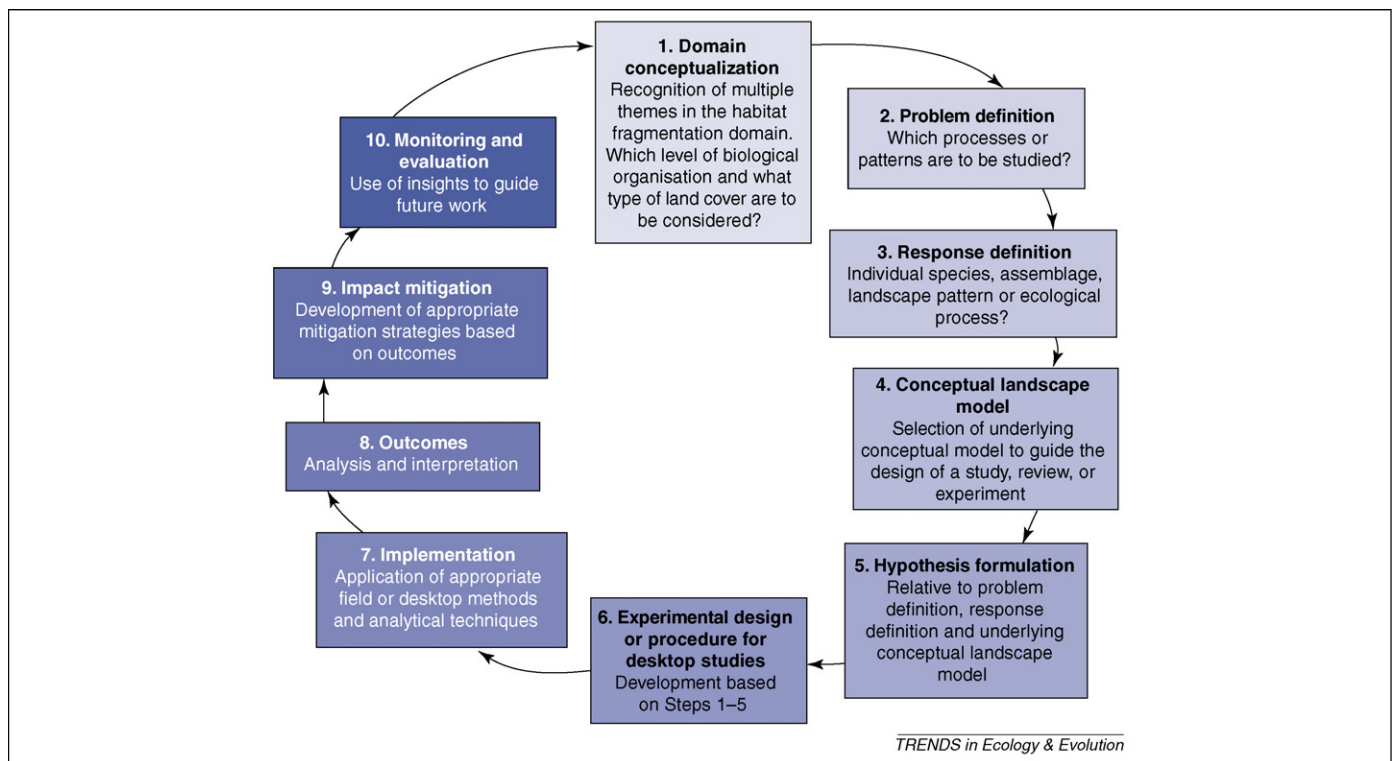 1. Domain
conceptualization
Recognition of multiple
themes in the habitat
fragmentation domain.
Which level of biological
organisation and what
type of land cover are to
be considered?
2. Problem definition
Which processes or
patterns are to be studied?
3. Response definition
Individual species, assemblage,
landscape pattern or ecological
process?
4. Conceptual landscape
model
Selection of underlying
conceptual model to guide the
design of a study, review, or
experiment
5. Hypothesis formulation
Relative to problem
definition, response
definition and underlying
conceptual landscape
model
6. Experimental design
or procedure for
desktop studies
Development based
on Steps 1–5
7. Implementation
Application of appropriate
field or desktop methods
and analytical techniques
8. Outcomes
Analysis and interpretation
9. Impact mitigation
Development of appropriate
mitigation strategies based
on outcomes
10. Monitoring and
evaluation
Use of insights to guide
future work
TRENDS in Ecology & Evolution